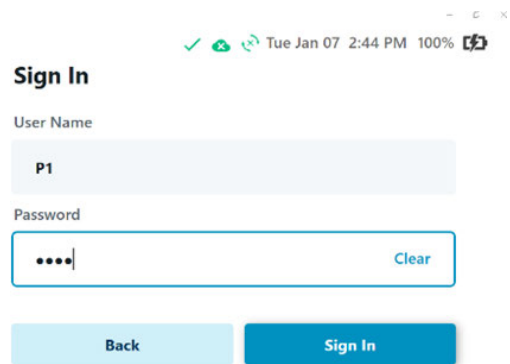 Tue Jan 07 2:44 PM 100%
Sign In
User Name
P1
Password
••••
Clear
Back
Sign In